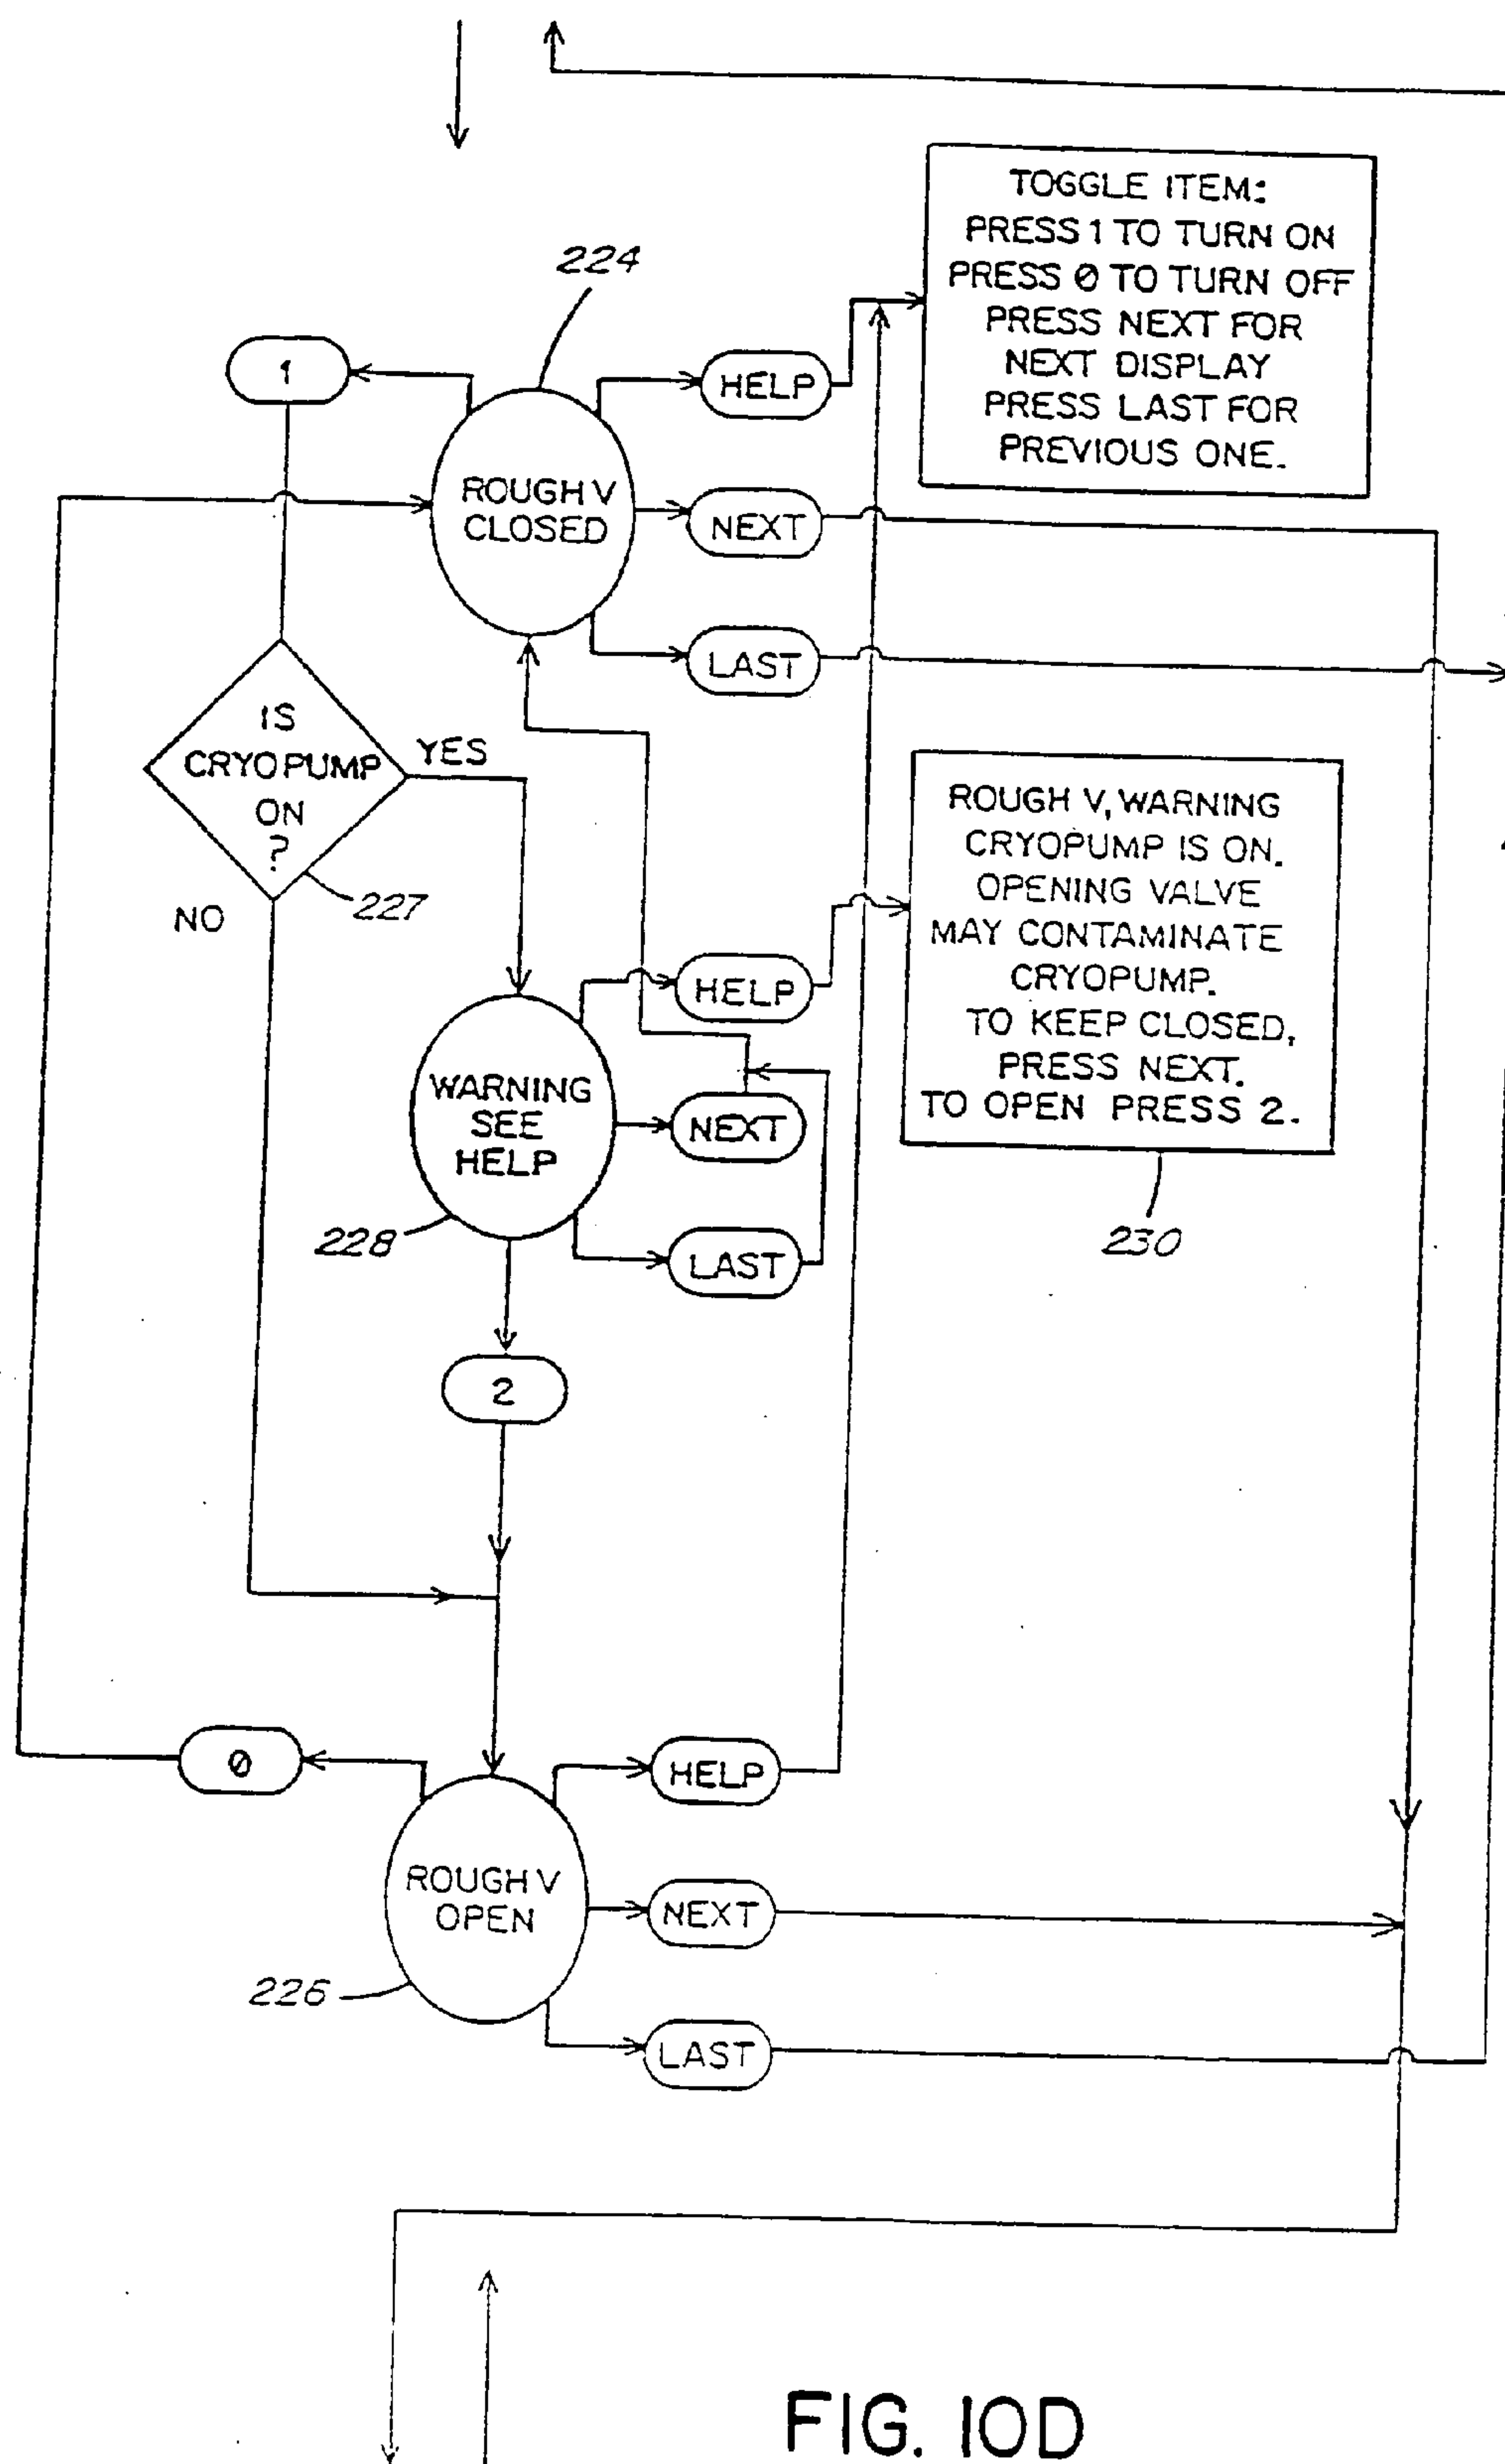 TOGGLE ITEM:
PRESS 1 TO TURN ON
PRESS 0 TO TURN OFF
PRESS NEXT FOR
NEXT DISPLAY
PRESS LAST FOR
PREVIOUS ONE.
224
1
HELP
ROUGH V
CLOSED
NEXT
LAST
IS
CRYOPUMP
ON
?
YES
NO
227
ROUGH V, WARNING
CRYOPUMP IS ON.
OPENING VALVE
MAY CONTAMINATE
CRYOPUMP.
TO KEEP CLOSED,
PRESS NEXT.
TO OPEN PRESS 2.
230
HELP
WARNING
SEE
HELP
NEXT
228
LAST
2
0
HELP
ROUGH V
OPEN
NEXT
226
LAST
FIG. 10D